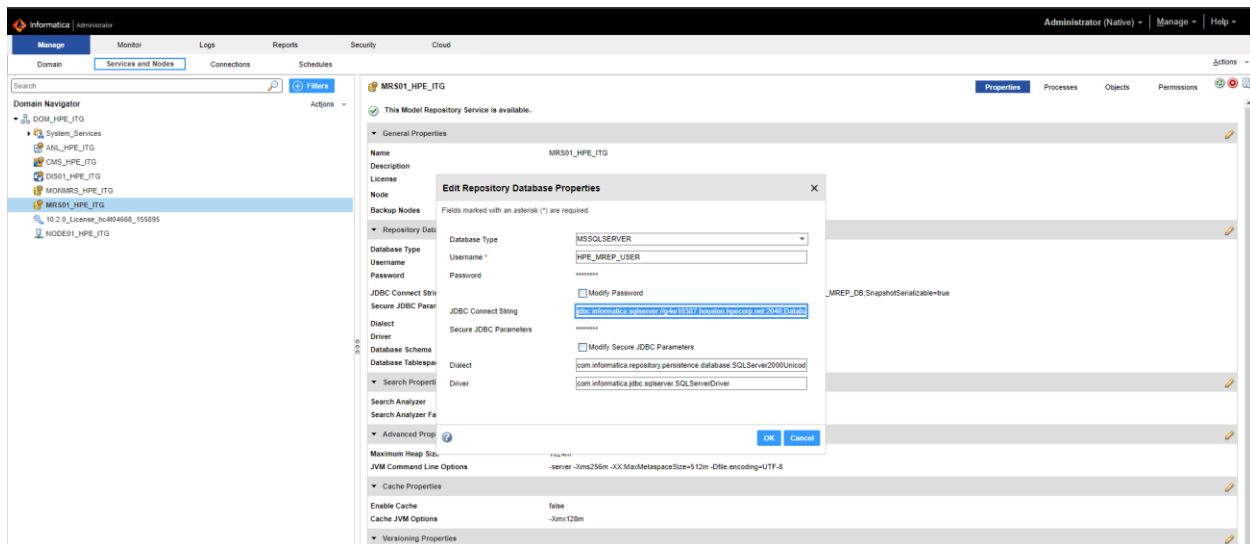 Informatica Administrator
Administrator (Native) Manage Help
Manage Monitor Logs Reports Security Cloud
Domain Services and Nodes Connections Schedules
Actions
Search Filters
Domain Navigator Actions
DOM_HPE_ITG
System_Services
ANL_HPE_ITG
CMS_HPE_ITG
DIS01_HPE_ITG
MONMRS_HPE_ITG
MRS01_HPE_ITG
10.2.0_License_hc4t04668_155895
NODE01_HPE_ITG
MRS01_HPE_ITG Properties Processes Objects Permissions
This Model Repository Service is available.
General Properties
Name MRS01_HPE_ITG
Description
License
Node
Backup Nodes
Repository Data
Database Type
Username
Password
JDBC Connect Strin _MREP_DB;SnapshotSerializable=true
Secure JDBC Parar
Dialect
Driver
Database Schema
Database Tablespa
Search Properti
Search Analyzer
Search Analyzer Fa
Advanced Prop
Maximum Heap Siz
JVM Command Line Options -server -Xms256m -XX:MaxMetaspaceSize=512m -Dfile.encoding=UTF-8
Cache Properties
Enable Cache false
Cache JVM Options -Xmx128m
Versioning Properties
Edit Repository Database Properties
Fields marked with an asterisk (*) are required.
Database Type MSSQLSERVER
Username * HPE_MREP_USER
Password ********
Modify Password
JDBC Connect String jdbc:informatica:sqlserver://g4w10387.houston.hpecorp.net:2048;Databa
Secure JDBC Parameters ********
Modify Secure JDBC Parameters
Dialect com.informatica.repository.persistence.database.SQLServer2000Unicod
Driver com.informatica.jdbc.sqlserver.SQLServerDriver
OK Cancel